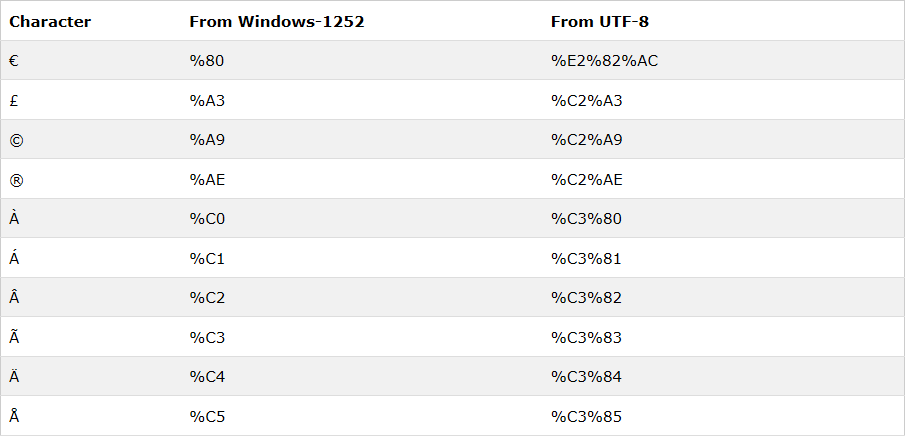 Character From Windows-1252 From UTF-8
€ %80 %E2%82%AC
£ %A3 %C2%A3
© %A9 %C2%A9
® %AE %C2%AE
À %C0 %C3%80
Á %C1 %C3%81
Â %C2 %C3%82
Ã %C3 %C3%83
Ä %C4 %C3%84
Å %C5 %C3%85